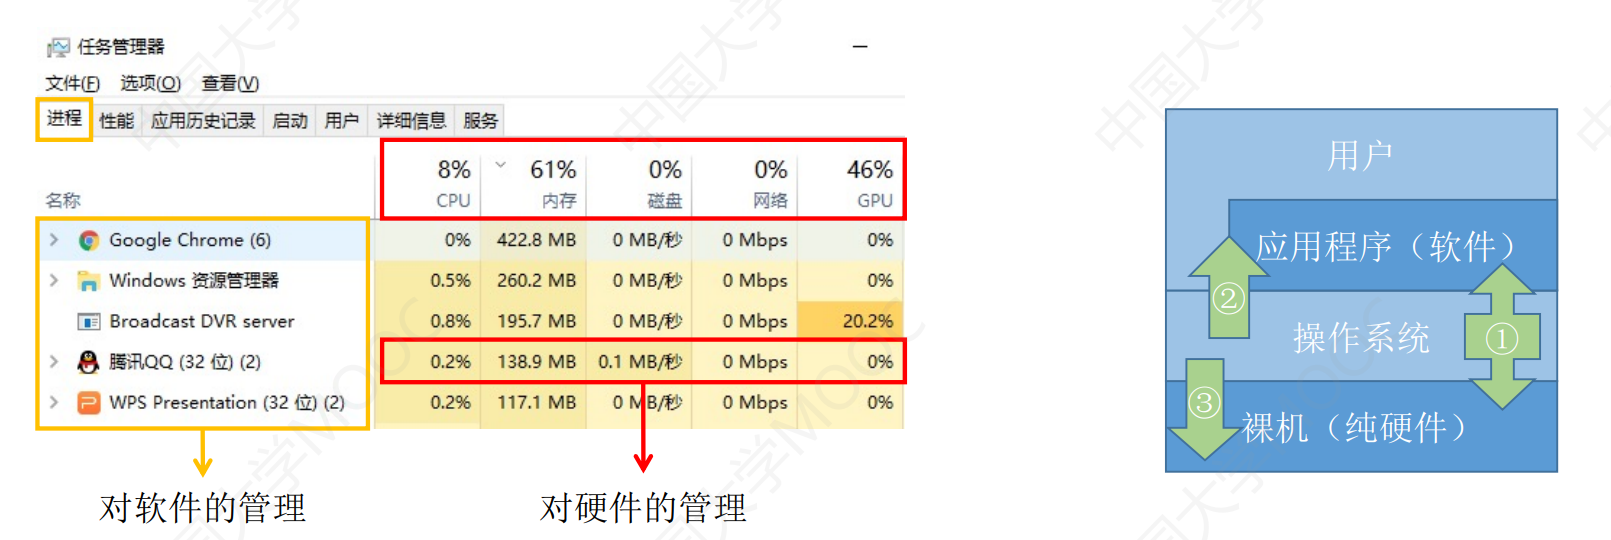 任务管理器
文件(F) 选项(O) 查看(V)
进程 性能 应用历史记录 启动 用户 详细信息 服务
8% 61% 0% 0% 46%
名称 CPU 内存 磁盘 网络 GPU
Google Chrome (6) 0% 422.8 MB 0 MB/秒 0 Mbps 0%
Windows 资源管理器 0.5% 260.2 MB 0 MB/秒 0 Mbps 0%
Broadcast DVR server 0.8% 195.7 MB 0 MB/秒 0 Mbps 20.2%
腾讯QQ (32 位) (2) 0.2% 138.9 MB 0.1 MB/秒 0 Mbps 0%
WPS Presentation (32 位) (2) 0.2% 117.1 MB 0 MB/秒 0 Mbps 0%
对软件的管理
对硬件的管理
用户
应用程序（软件）
②
操作系统
①
③
裸机（纯硬件）
中国大学MOOC